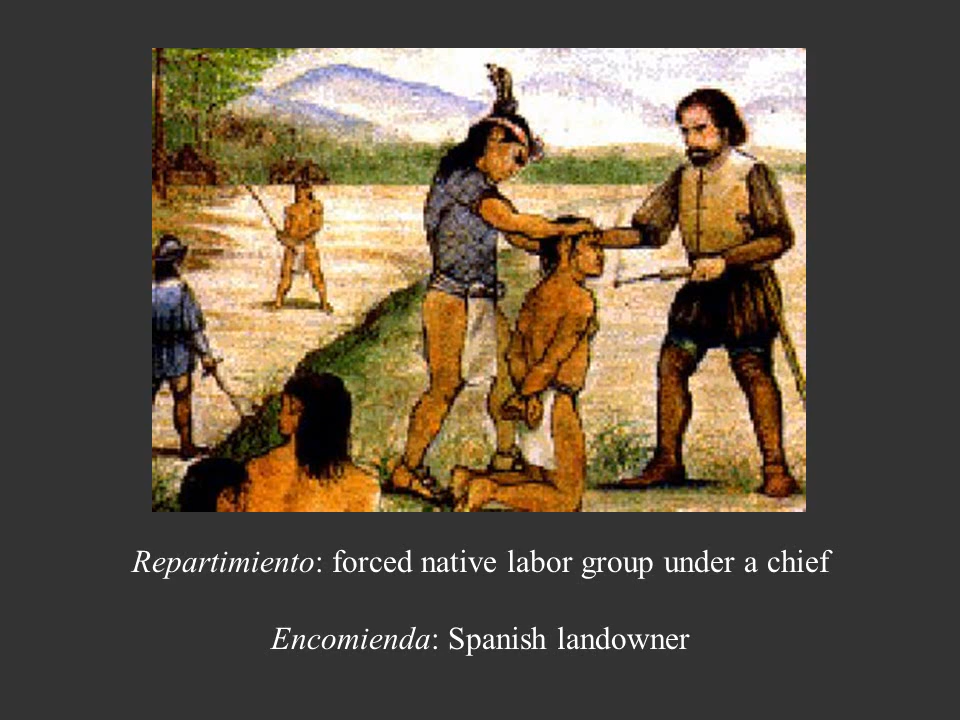 Repartimiento: forced native labor group under a chief
Encomienda: Spanish landowner